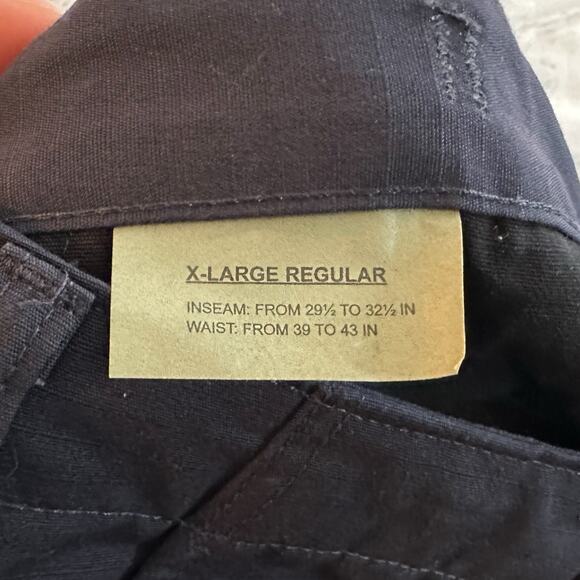 X-LARGE REGULAR
INSEAM: FROM 29½ TO 32½ IN
WAIST: FROM 39 TO 43 IN